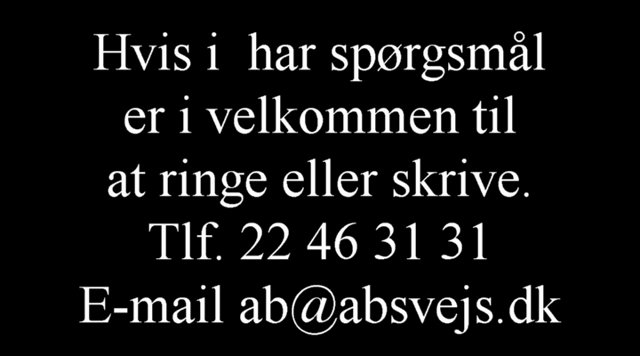 Hvis i  har spørgsmål
er i velkommen til
at ringe eller skrive.
Tlf. 22 46 31 31
E-mail ab@absvejs.dk